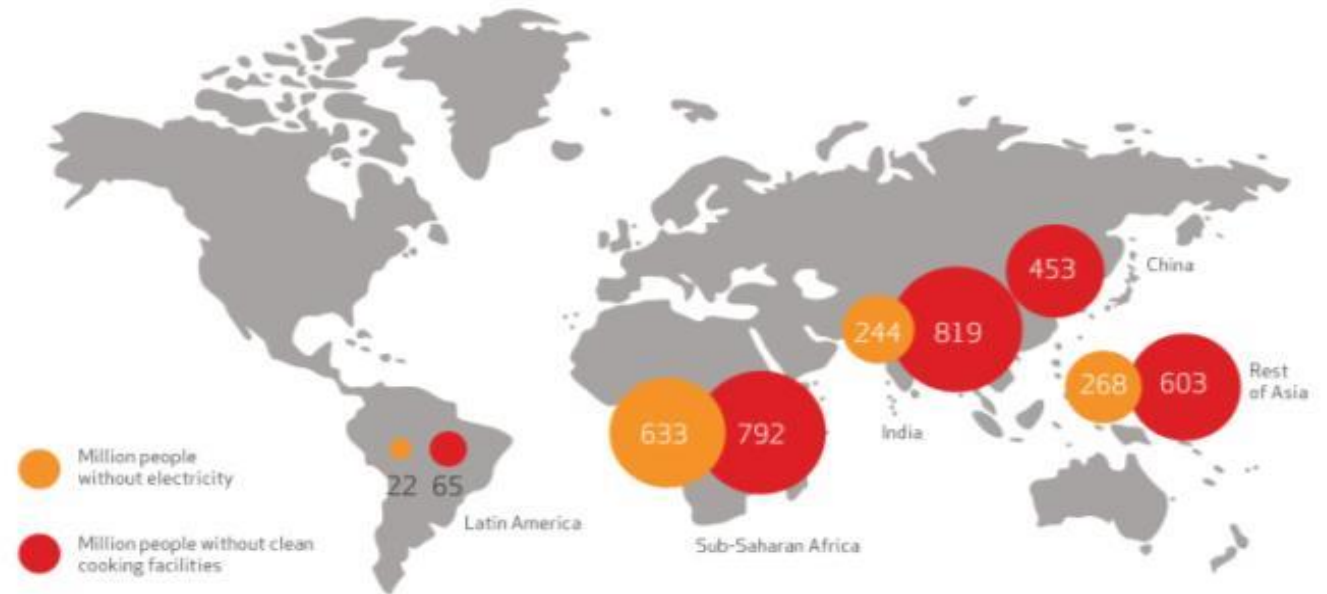 453
China
244
819
268
603
Rest
of Asia
633
792
India
Million people
without electricity
22
65
Latin America
Million people without clean
cooking facilities
Sub-Saharan Africa